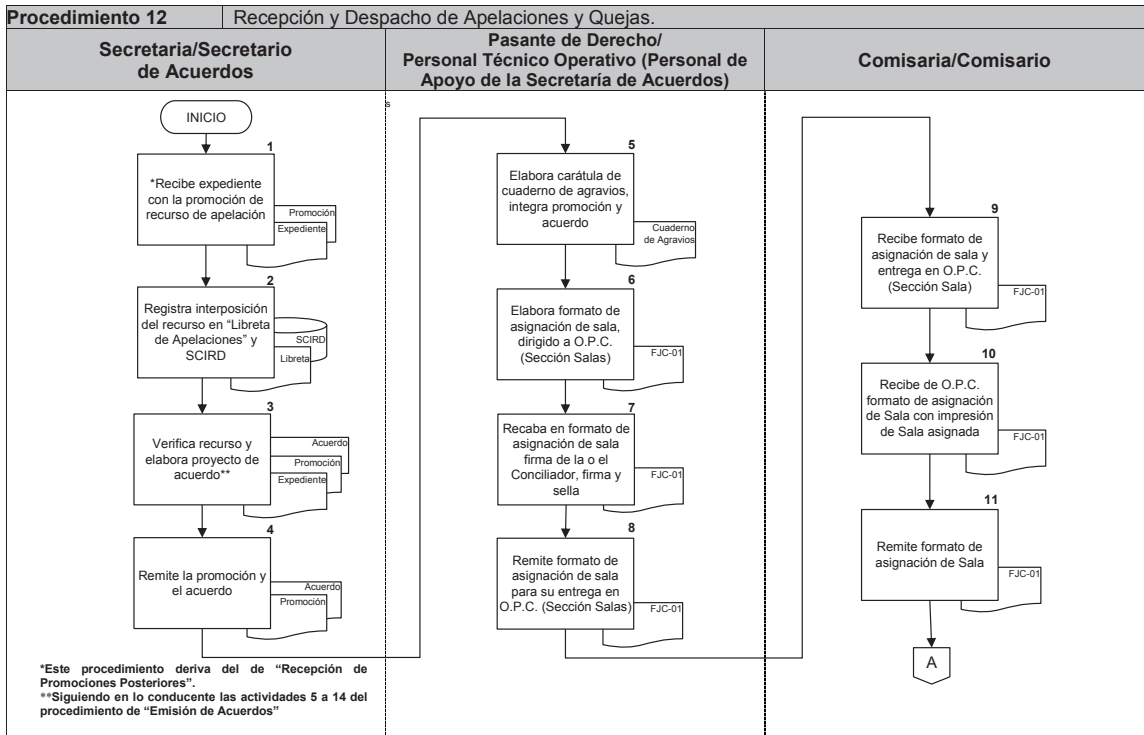 Procedimiento 12 Recepción y Despacho de Apelaciones y Quejas.
Secretaria/Secretario
de Acuerdos
Pasante de Derecho/
Personal Técnico Operativo (Personal de
Apoyo de la Secretaría de Acuerdos)
Comisaria/Comisario
INICIO
1
*Recibe expediente
con la promoción de
recurso de apelación
Promoción
Expediente
2
Registra interposición
del recurso en “Libreta
de Apelaciones” y
SCIRD
SCIRD
Libreta
3
Verifica recurso y
elabora proyecto de
acuerdo**
Acuerdo
Promoción
Expediente
4
Remite la promoción y
el acuerdo
Acuerdo
Promoción
*Este procedimiento deriva del de “Recepción de
Promociones Posteriores”.
**Siguiendo en lo conducente las actividades 5 a 14 del
procedimiento de “Emisión de Acuerdos”
s
5
Elabora carátula de
cuaderno de agravios,
integra promoción y
acuerdo
Cuaderno
de Agravios
6
Elabora formato de
asignación de sala,
dirigido a O.P.C.
(Sección Salas)
FJC-01
7
Recaba en formato de
asignación de sala
firma de la o el
Conciliador, firma y
sella
FJC-01
8
Remite formato de
asignación de sala
para su entrega en
O.P.C. (Sección Salas)
FJC-01
9
Recibe formato de
asignación de sala y
entrega en O.P.C.
(Sección Sala)
FJC-01
10
Recibe de O.P.C.
formato de asignación
de Sala con impresión
de Sala asignada
FJC-01
11
Remite formato de
asignación de Sala
FJC-01
A